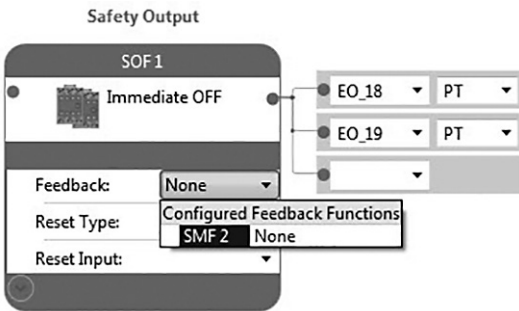 Safety Output
SOF 1
Immediate OFF
EO_18 PT
EO_19 PT
Feedback: None
Configured Feedback Functions
Reset Type: SMF 2 None
Reset Input: